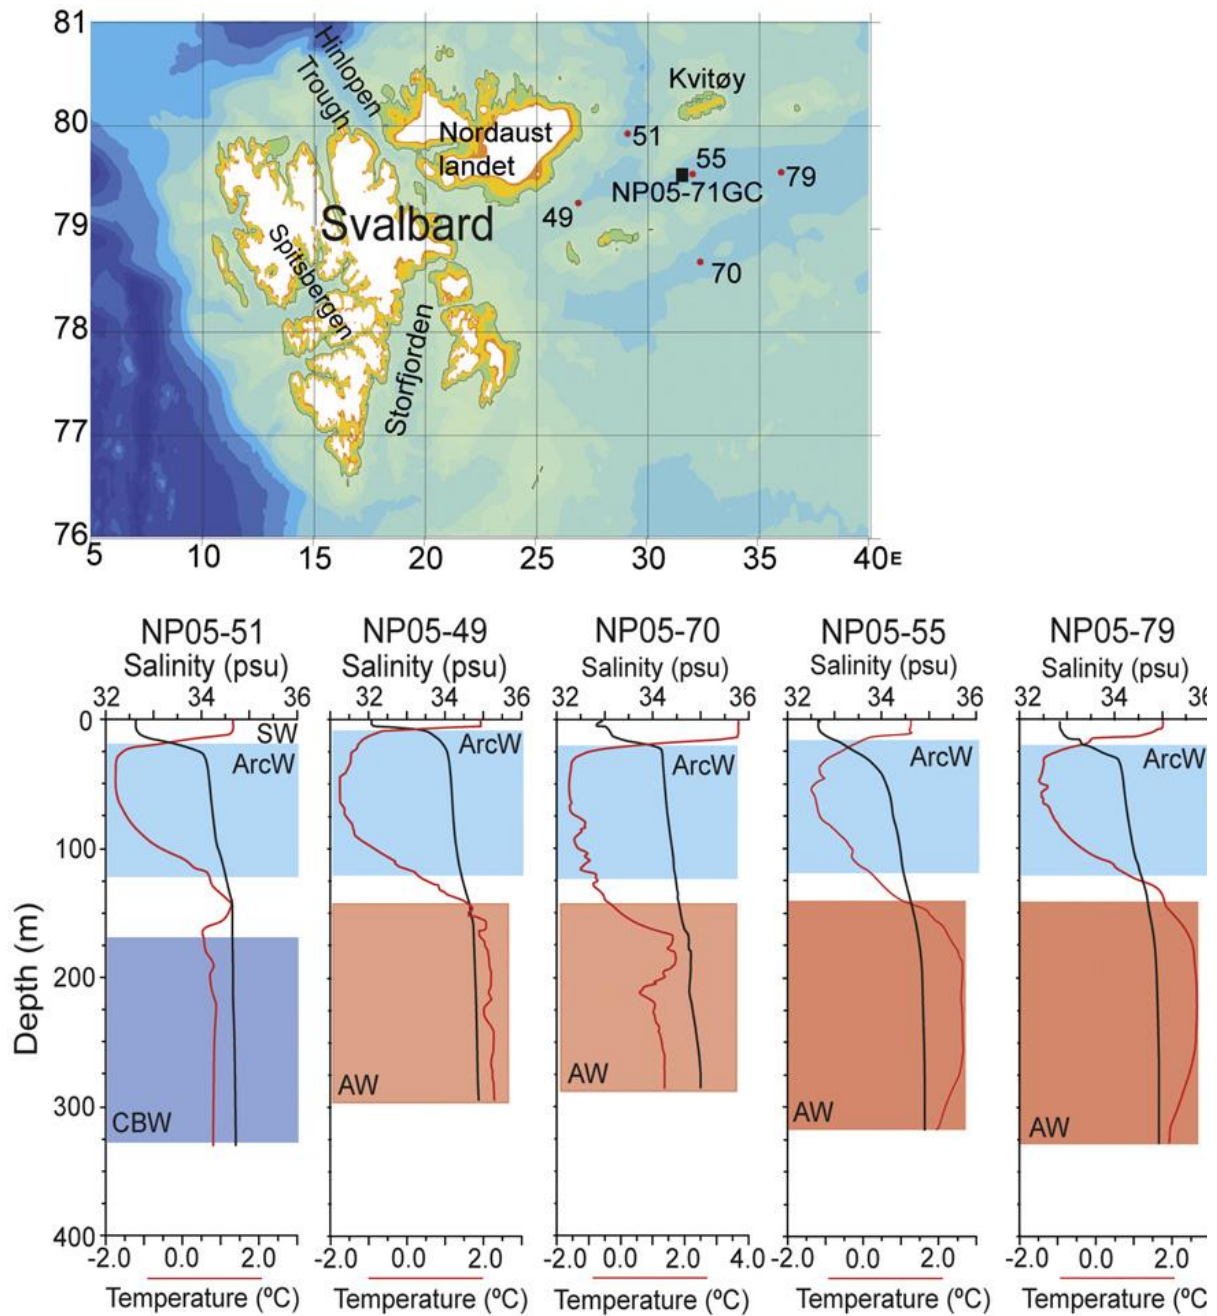 81
80
79
78
77
76
5
10
15
20
25
30
35
40E
Hinlopen
Trough
Nordaust
landet
Kvitøy
51
55
79
NP05-71GC
49
70
Svalbard
Spitsbergen
Storfjorden
NP05-51
Salinity (psu)
32 34 36
NP05-49
Salinity (psu)
32 34 36
NP05-70
Salinity (psu)
32 34 36
NP05-55
Salinity (psu)
32 34 36
NP05-79
Salinity (psu)
32 34 36
Depth (m)
0
100
200
300
400
SW
ArcW
CBW
ArcW
AW
ArcW
AW
ArcW
AW
ArcW
AW
-2.0 0.0 2.0
Temperature (ºC)
-2.0 0.0 2.0
Temperature (ºC)
-2.0 0.0 2.0 4.0
Temperature (ºC)
-2.0 0.0 2.0
Temperature (ºC)
-2.0 0.0 2.0
Temperature (ºC)